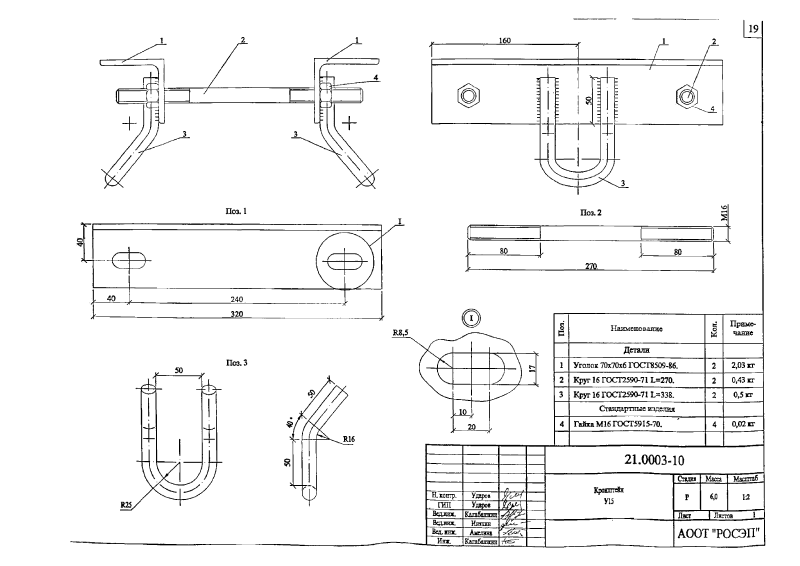 19
1
2
1
4
3
3
160
1
2
50
4
3
Поз. 1
1
40
40
240
320
Поз. 2
M16
80
80
270
Поз. 3
50
R25
50
40°
50
R16
I
R8,5
17
10
20
Поз. Наименование Кол. Приме-
чание
Детали
1 Уголок 70x70x6 ГОСТ8509-86. 2 2,03 кг
2 Круг 16 ГОСТ2590-71 L=270. 2 0,43 кг
3 Круг 16 ГОСТ2590-71 L=338. 2 0,5 кг
Стандартные изделия
4 Гайка М16 ГОСТ5915-70. 4 0,02 кг
21.0003-10
Кронштейн
У15
Стадия Масса Масштаб
Р 6,0 1:2
Лист Листов 1
АООТ "РОСЭП"
Н. контр. Ударов
ГИП Ударов
Вед.инж. Калабашкин
Вед.инж.
Вед. инж. Амелина
Инж. Калабашкин